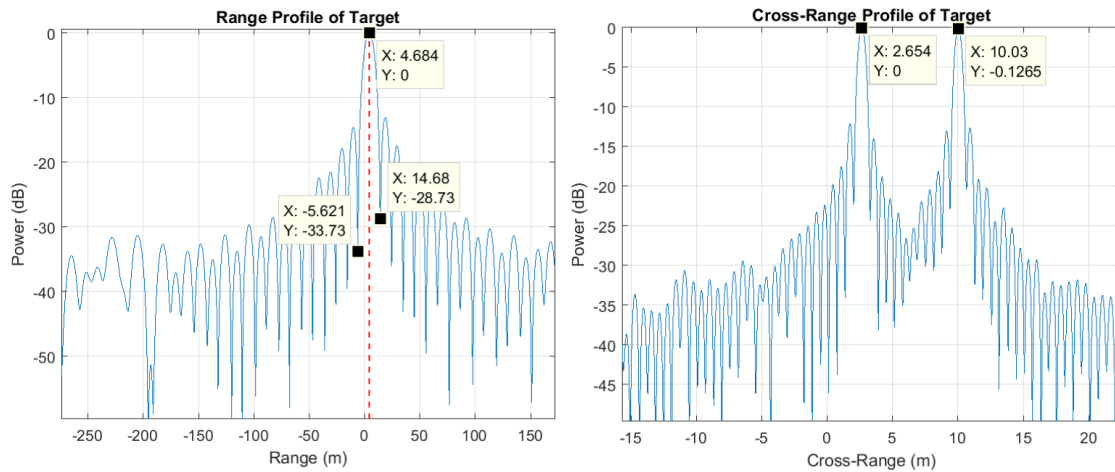 Range Profile of Target
0
-10
-20
-30
-40
-50
Power (dB)
X: 4.684
Y: 0
X: 14.68
Y: -28.73
X: -5.621
Y: -33.73
-250
-200
-150
-100
-50
0
50
100
150
Range (m)
Cross-Range Profile of Target
0
-5
-10
-15
-20
-25
-30
-35
-40
-45
Power (dB)
X: 2.654
Y: 0
X: 10.03
Y: -0.1265
-15
-10
-5
0
5
10
15
20
Cross-Range (m)